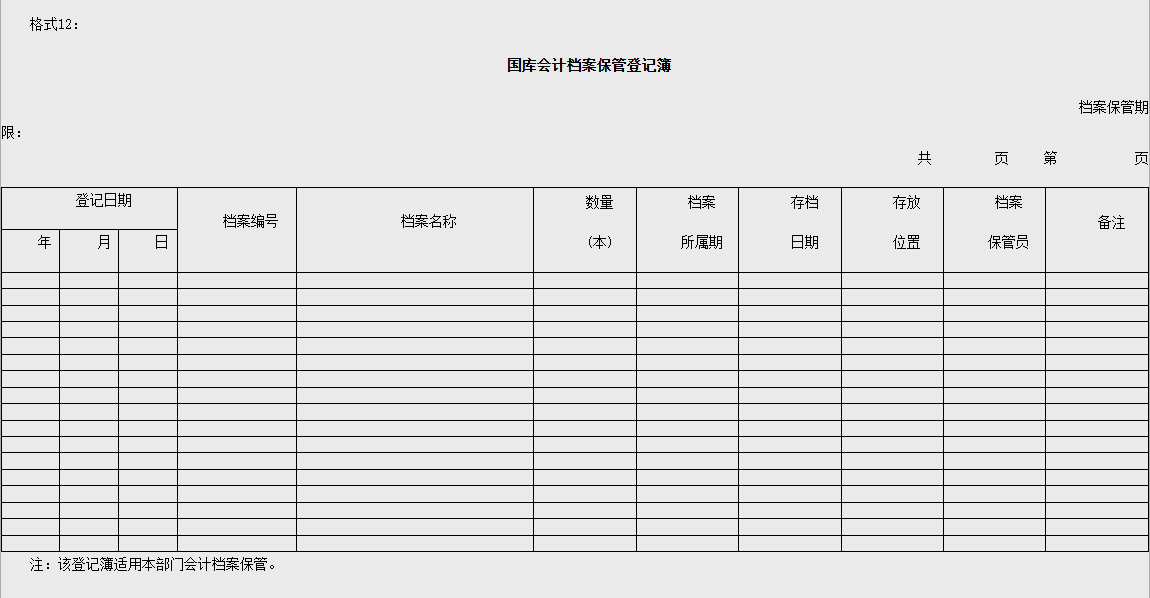 格式12：
国库会计档案保管登记簿
档案保管期
限：
共 页 第 页
登记日期 档案编号 档案名称 数量 档案 存档 存放 档案 备注
年 月 日 （本） 所属期 日期 位置 保管员
注：该登记簿适用本部门会计档案保管。